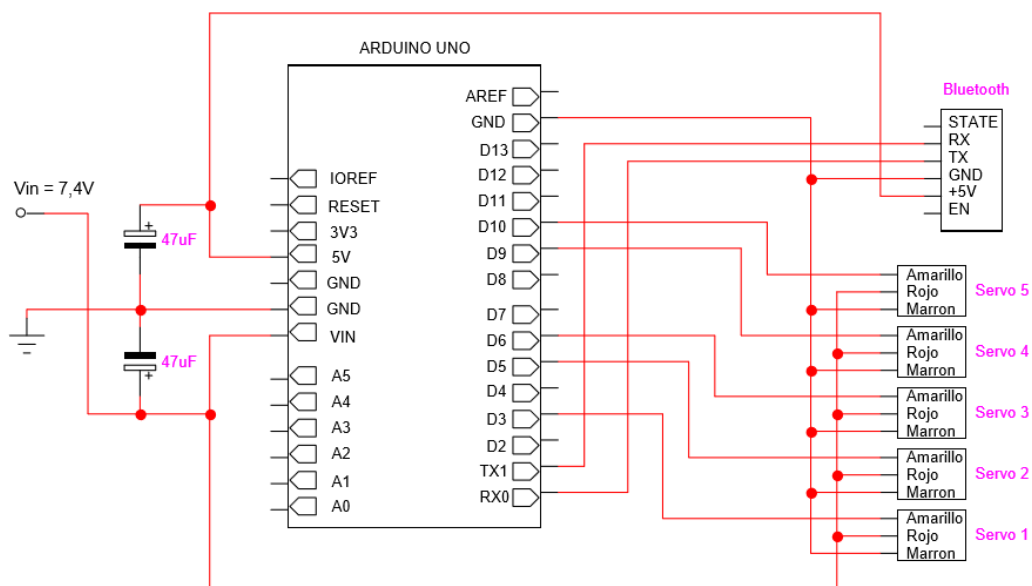 ARDUINO UNO
Vin = 7,4V
+
47uF
47uF
+
IOREF
RESET
3V3
5V
GND
GND
VIN
A5
A4
A3
A2
A1
A0
AREF
GND
D13
D12
D11
D10
D9
D8
D7
D6
D5
D4
D3
D2
TX1
RX0
Bluetooth
STATE
RX
TX
GND
+5V
EN
Amarillo
Rojo
Marron
Servo 5
Amarillo
Rojo
Marron
Servo 4
Amarillo
Rojo
Marron
Servo 3
Amarillo
Rojo
Marron
Servo 2
Amarillo
Rojo
Marron
Servo 1